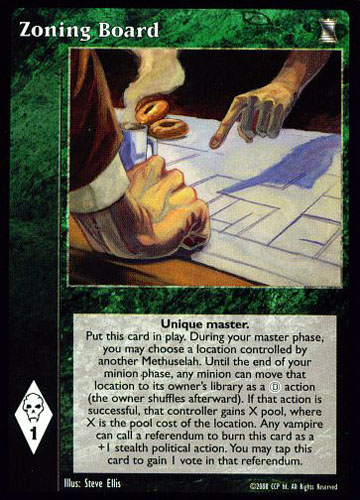 Zoning Board
Unique master.
Put this card in play. During your master phase,
you may choose a location controlled by
another Methuselah. Until the end of your
minion phase, any minion can move that
location to its owner's library as a Ⓓ action
(the owner shuffles afterward). If that action is
successful, that controller gains X pool, where
X is the pool cost of the location. Any vampire
can call a referendum to burn this card as a
+1 stealth political action. You may tap this
card to gain 1 vote in that referendum.
1
Illus: Steve Ellis
©2008 CCP hf. All Rights Reserved